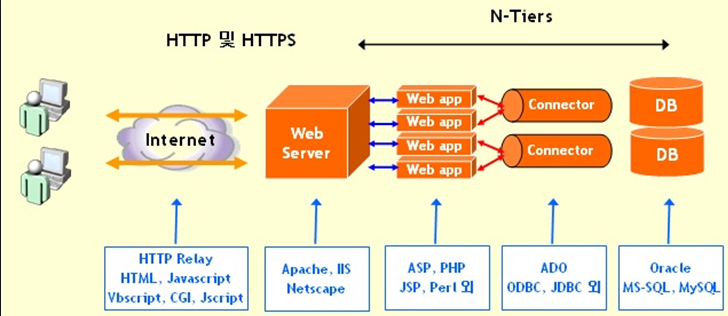 N-Tiers
HTTP 및 HTTPS
Internet
Web
Server
Web app
Web app
Web app
Web app
Connector
Connector
DB
DB
HTTP Relay
HTML, Javascript
Vbscript, CGI, Jscript
Apache, IIS
Netscape
ASP, PHP
JSP, Perl 외
ADO
ODBC, JDBC 외
Oracle
MS-SQL, MySQL